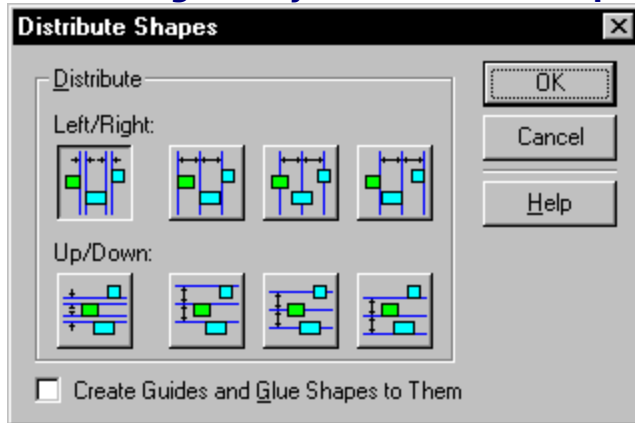 Distribute Shapes
Distribute
OK
Left/Right:
Cancel
Help
Up/Down:
Create Guides and Glue Shapes to Them